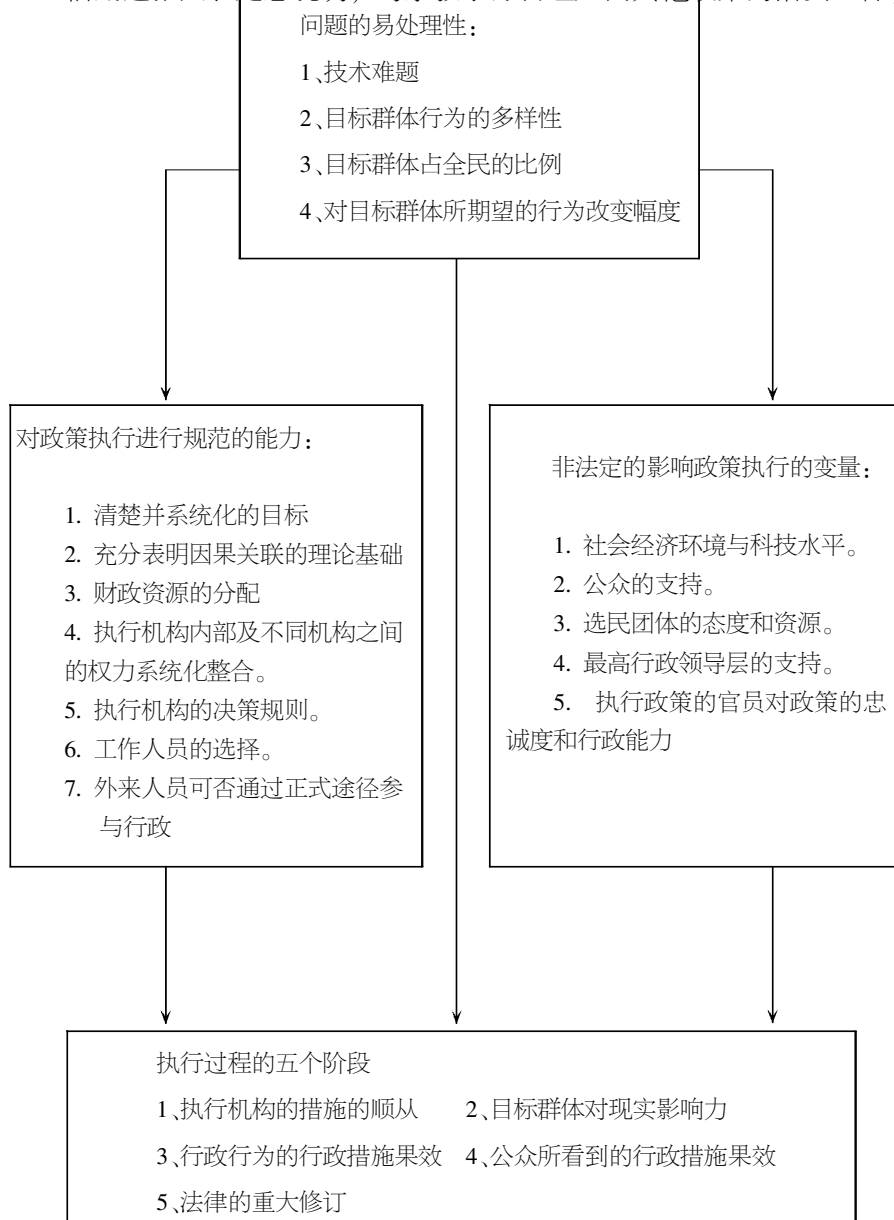 问题的易处理性：
1、技术难题
2、目标群体行为的多样性
3、目标群体占全民的比例
4、对目标群体所期望的行为改变幅度
对政策执行进行规范的能力：
1. 清楚并系统化的目标
2. 充分表明因果关联的理论基础
3. 财政资源的分配
4. 执行机构内部及不同机构之间
的权力系统化整合。
5. 执行机构的决策规则。
6. 工作人员的选择。
7. 外来人员可否通过正式途径参
与行政
非法定的影响政策执行的变量：
1. 社会经济环境与科技水平。
2. 公众的支持。
3. 选民团体的态度和资源。
4. 最高行政领导层的支持。
5. 执行政策的官员对政策的忠
诚度和行政能力
执行过程的五个阶段
1、执行机构的措施的顺从 2、目标群体对现实影响力
3、行政行为的行政措施果效 4、公众所看到的行政措施果效
5、法律的重大修订